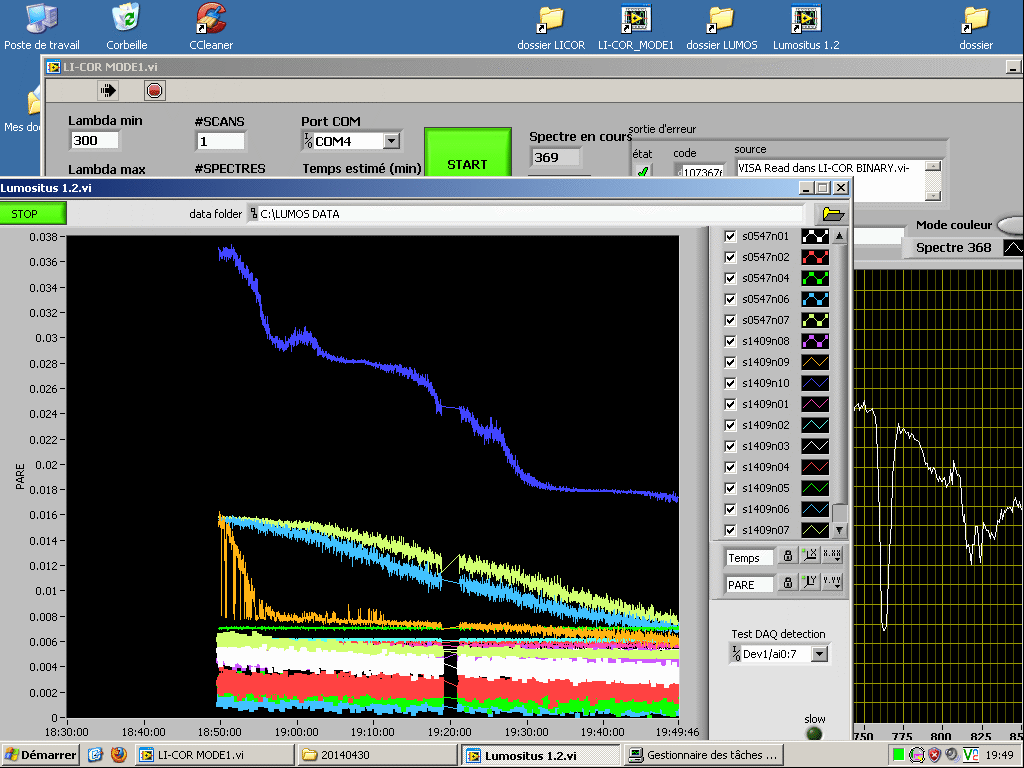 Poste de travail
Corbeille
CCleaner
dossier LICOR
LI-COR_MODE1
dossier LUMOS
Lumositus 1.2
dossier
Mes do
LI-COR MODE1.vi
Lambda min
300
#SCANS
1
Port COM
COM4
START
Spectre en cours
369
sortie d'erreur
état
code
source
VISA Read dans LI-COR BINARY.vi-
Lambda max
#SPECTRES
Temps estimé (min)
Lumositus 1.2.vi
STOP
data folder
C:\LUMOS DATA
Mode couleur
Spectre 368
PARE
0.038
0.036
0.034
0.032
0.03
0.028
0.026
0.024
0.022
0.02
0.018
0.016
0.014
0.012
0.01
0.008
0.006
0.004
0.002
0
18:30:00
18:40:00
18:50:00
19:00:00
19:10:00
19:20:00
19:30:00
19:40:00
19:49:46
s0547n01
s0547n02
s0547n04
s0547n06
s0547n07
s1409n08
s1409n09
s1409n10
s1409n01
s1409n02
s1409n03
s1409n04
s1409n05
s1409n06
s1409n07
Temps
PARE
Test DAQ detection
Dev1/ai0:7
slow
750
775
800
825
85
Démarrer
LI-COR MODE1.vi
20140430
Lumositus 1.2.vi
Gestionnaire des tâches ...
19:49